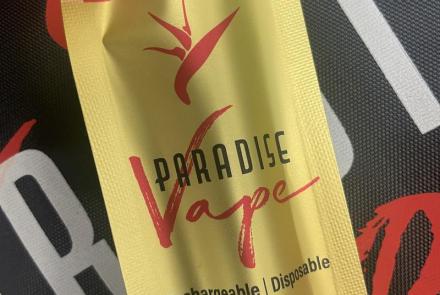 PARADISE
Vape
chargeable | Disposable